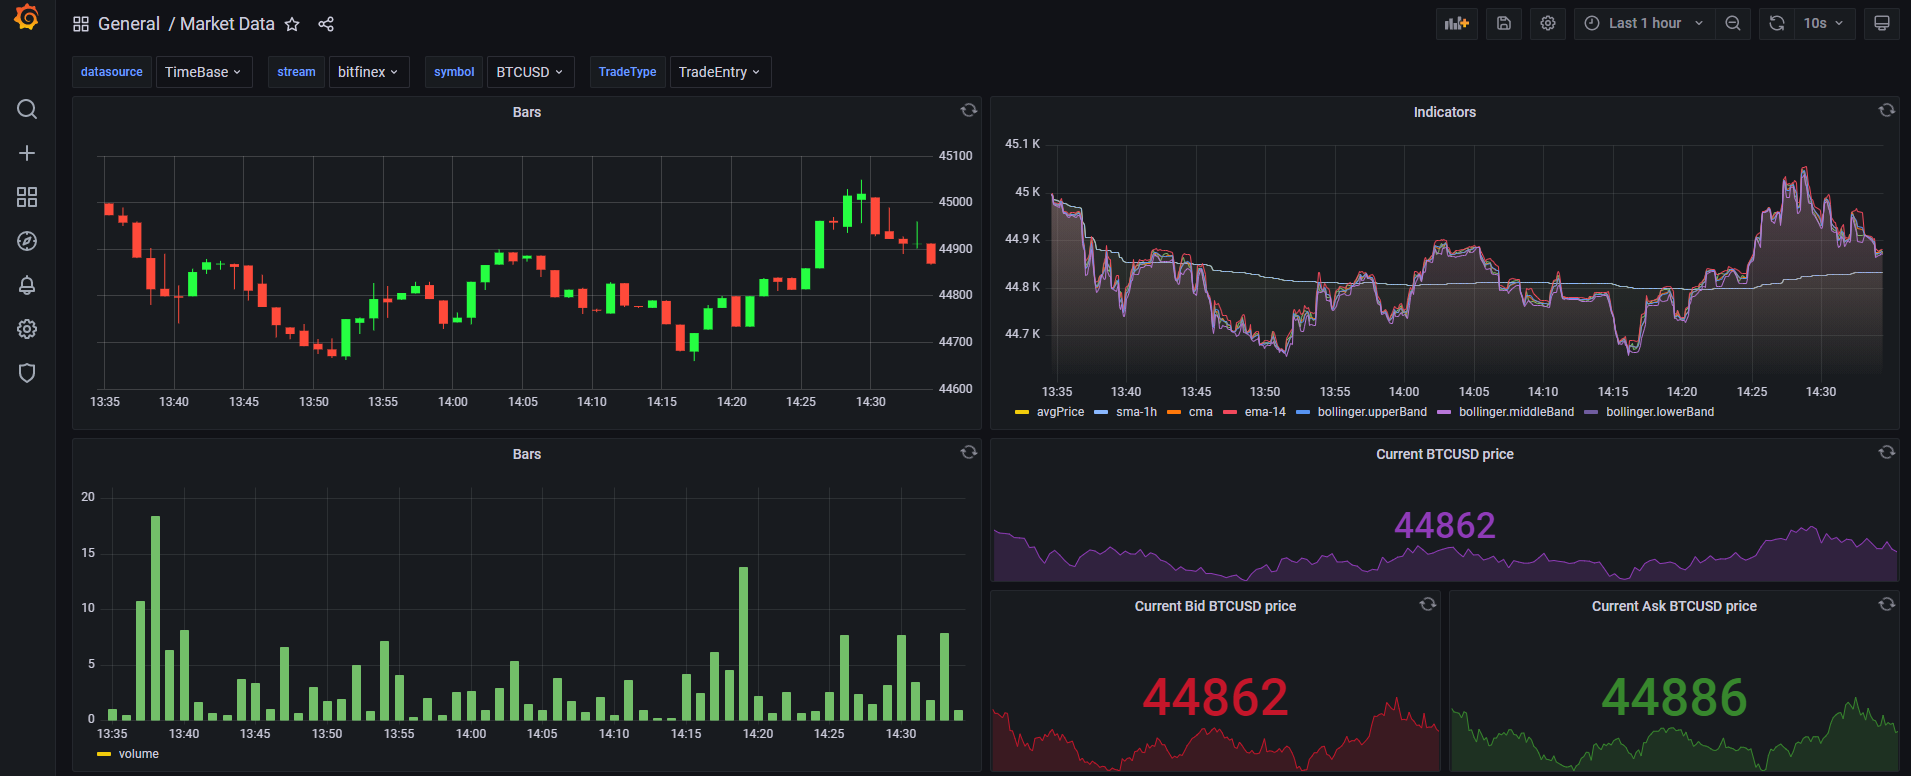 General / Market Data
Last 1 hour
10s
datasource TimeBase stream bitfinex symbol BTCUSD TradeType TradeEntry
Bars
45100
45000
44900
44800
44700
44600
13:35 13:40 13:45 13:50 13:55 14:00 14:05 14:10 14:15 14:20 14:25 14:30
Indicators
45.1 K
45 K
44.9 K
44.8 K
44.7 K
13:35 13:40 13:45 13:50 13:55 14:00 14:05 14:10 14:15 14:20 14:25 14:30
avgPrice sma-1h cma ema-14 bollinger.upperBand bollinger.middleBand bollinger.lowerBand
Bars
20
15
10
5
0
13:35 13:40 13:45 13:50 13:55 14:00 14:05 14:10 14:15 14:20 14:25 14:30
volume
Current BTCUSD price
44862
Current Bid BTCUSD price
44862
Current Ask BTCUSD price
44886